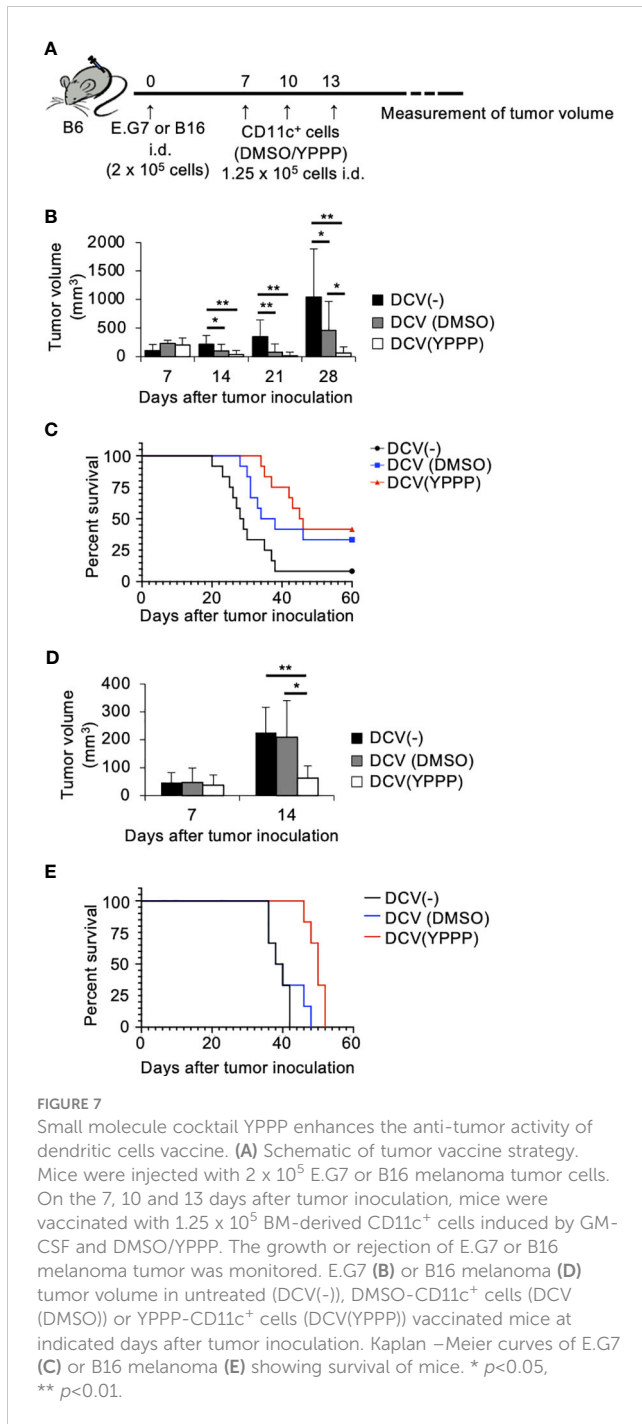 A
0 7 10 13
Measurement of tumor volume
B6 E.G7 or B16 CD11c⁺ cells
i.d. (DMSO/YPPP)
(2 x 10⁵ cells) 1.25 x 10⁵ cells i.d.
B
Tumor volume
(mm³)
2000
1500
1000
500
0
** * ** ** ** * *
DCV(-)
DCV (DMSO)
DCV(YPPP)
7 14 21 28
Days after tumor inoculation
C
Percent survival
100
75
50
25
0
DCV(-)
DCV (DMSO)
DCV(YPPP)
0 20 40 60
Days after tumor inoculation
D
Tumor volume
(mm³)
400
300
200
100
0
**
*
DCV(-)
DCV (DMSO)
DCV(YPPP)
7 14
Days after tumor inoculation
E
Percent survival
100
75
50
25
0
DCV(-)
DCV (DMSO)
DCV(YPPP)
0 20 40 60
Days after tumor inoculation
FIGURE 7
Small molecule cocktail YPPP enhances the anti-tumor activity of
dendritic cells vaccine. (A) Schematic of tumor vaccine strategy.
Mice were injected with 2 x 10⁵ E.G7 or B16 melanoma tumor cells.
On the 7, 10 and 13 days after tumor inoculation, mice were
vaccinated with 1.25 x 10⁵ BM-derived CD11c⁺ cells induced by GM-
CSF and DMSO/YPPP. The growth or rejection of E.G7 or B16
melanoma tumor was monitored. E.G7 (B) or B16 melanoma (D)
tumor volume in untreated (DCV(-)), DMSO-CD11c⁺ cells (DCV
(DMSO)) or YPPP-CD11c⁺ cells (DCV(YPPP)) vaccinated mice at
indicated days after tumor inoculation. Kaplan –Meier curves of E.G7
(C) or B16 melanoma (E) showing survival of mice. * p<0.05,
** p<0.01.